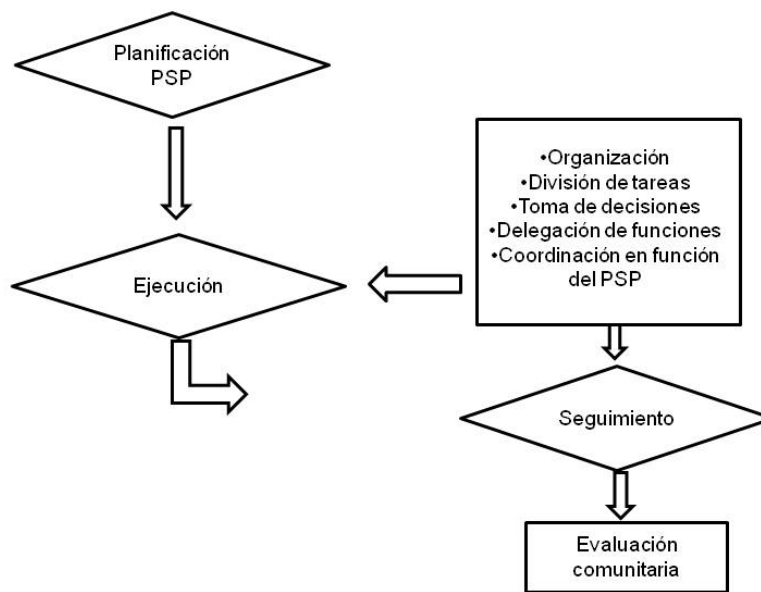 Planificación
PSP
•Organización
•División de tareas
•Toma de decisiones
•Delegación de funciones
•Coordinación en función
del PSP
Ejecución
Seguimiento
Evaluación
comunitaria